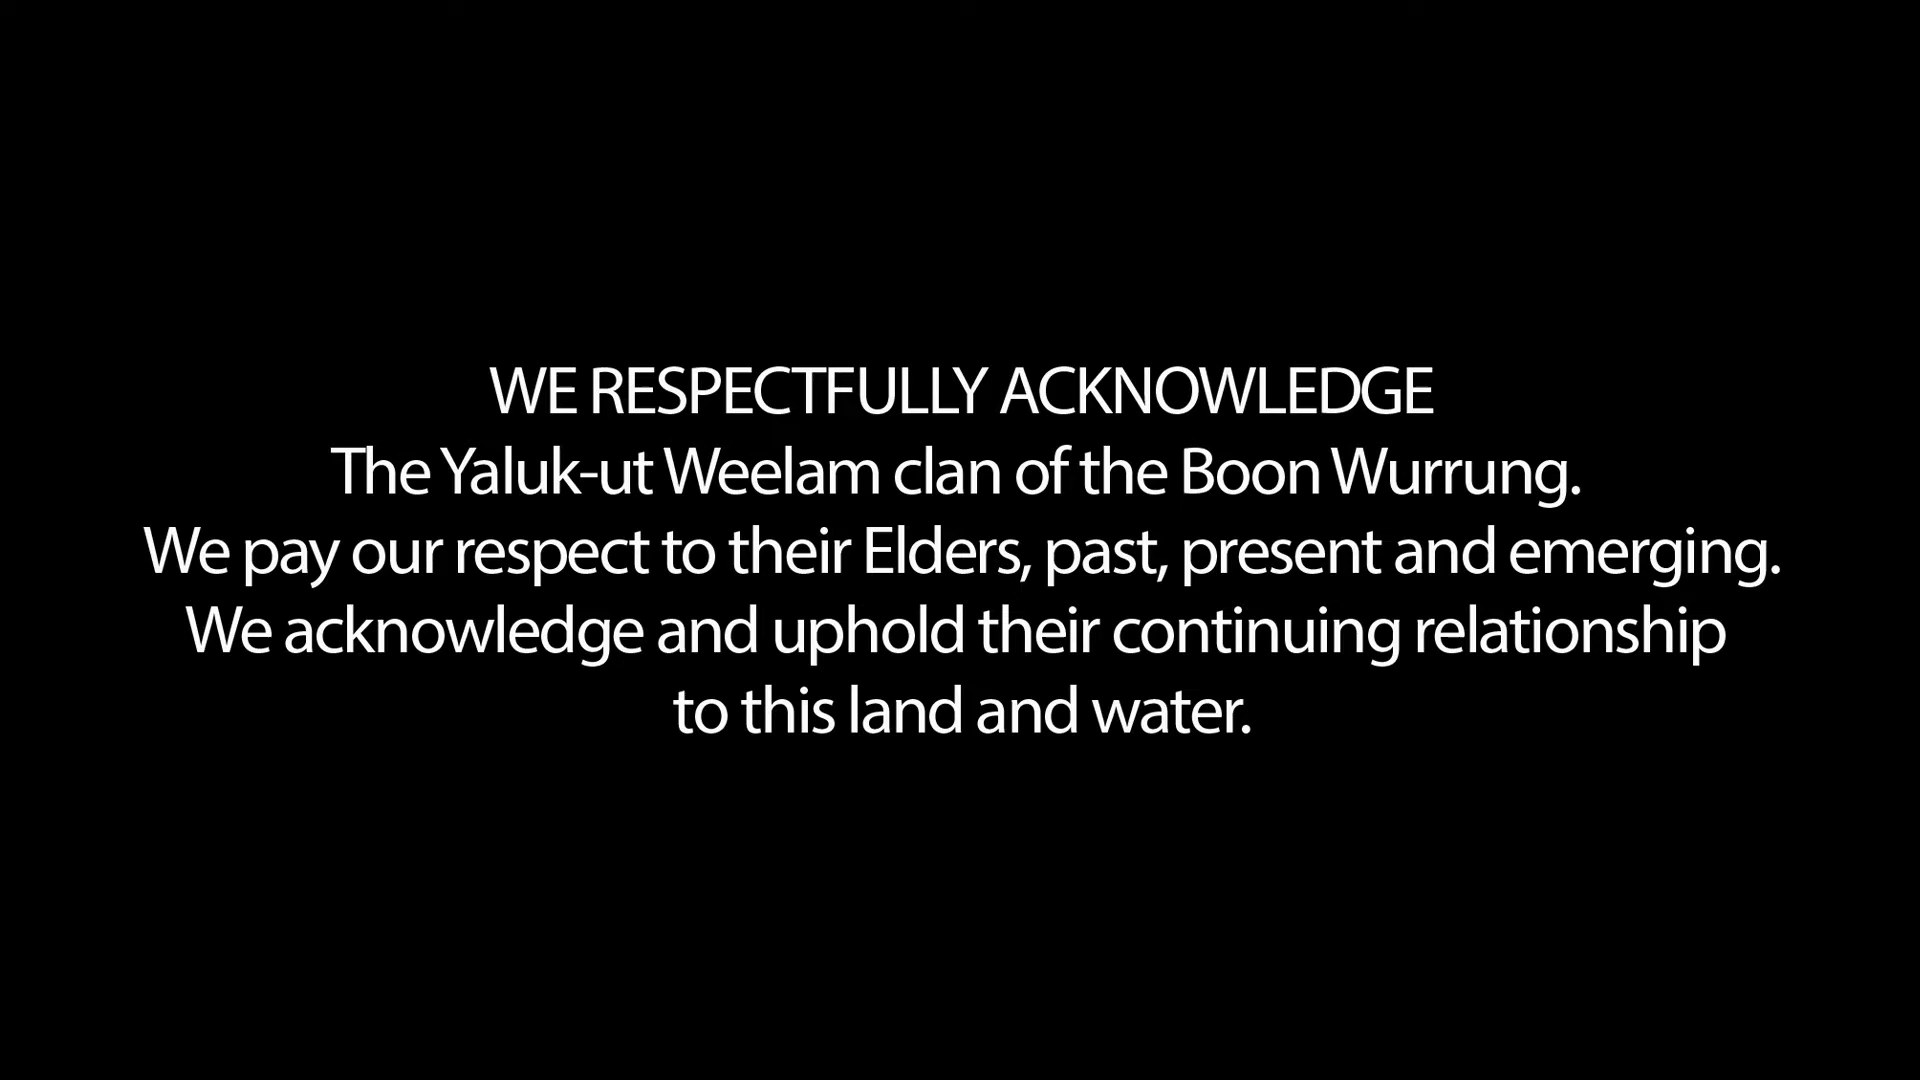 WE RESPECTFULLY ACKNOWLEDGE
The Yaluk-ut Weelam clan of the Boon Wurrung.
We pay our respect to their Elders, past, present and emerging.
We acknowledge and uphold their continuing relationship
to this land and water.